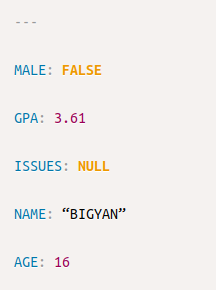 ---
MALE: FALSE
GPA: 3.61
ISSUES: NULL
NAME: “BIGYAN”
AGE: 16